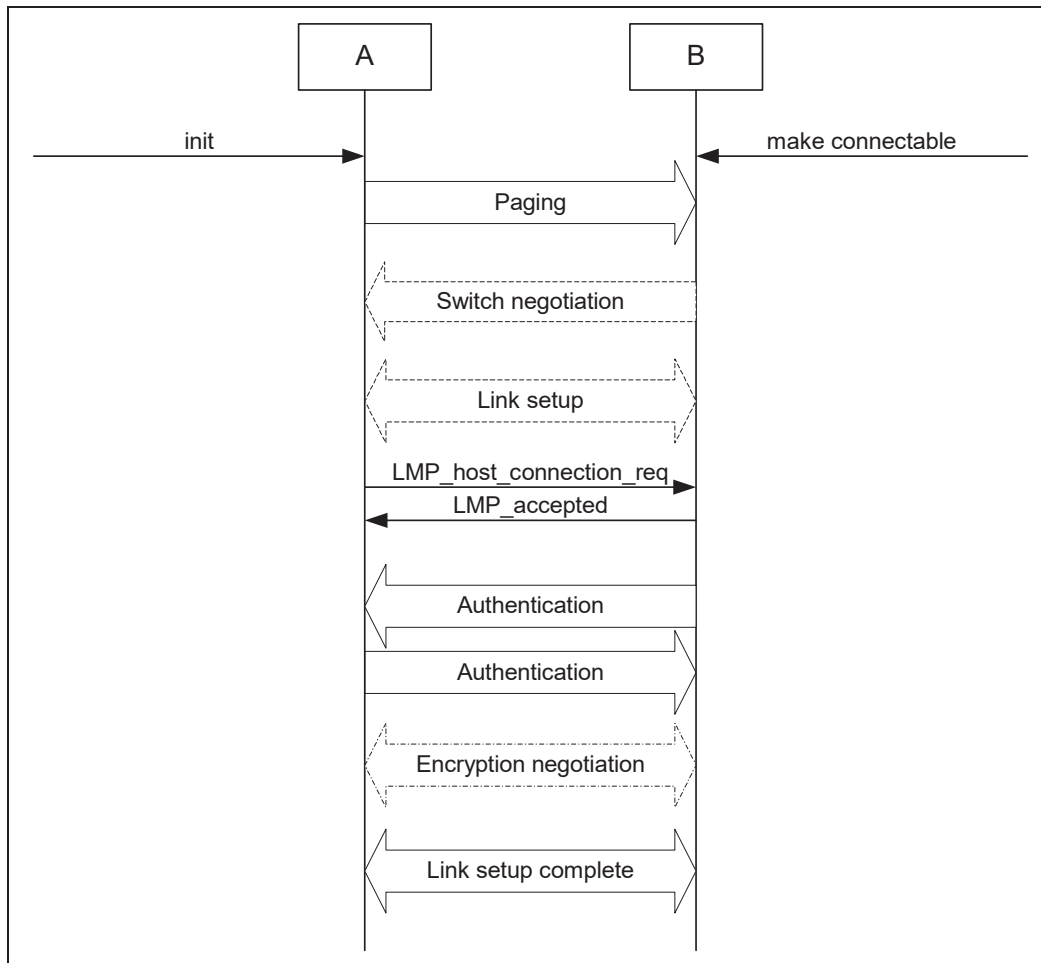 A
B
init
make connectable
Paging
Switch negotiation
Link setup
LMP_host_connection_req
LMP_accepted
Authentication
Authentication
Encryption negotiation
Link setup complete